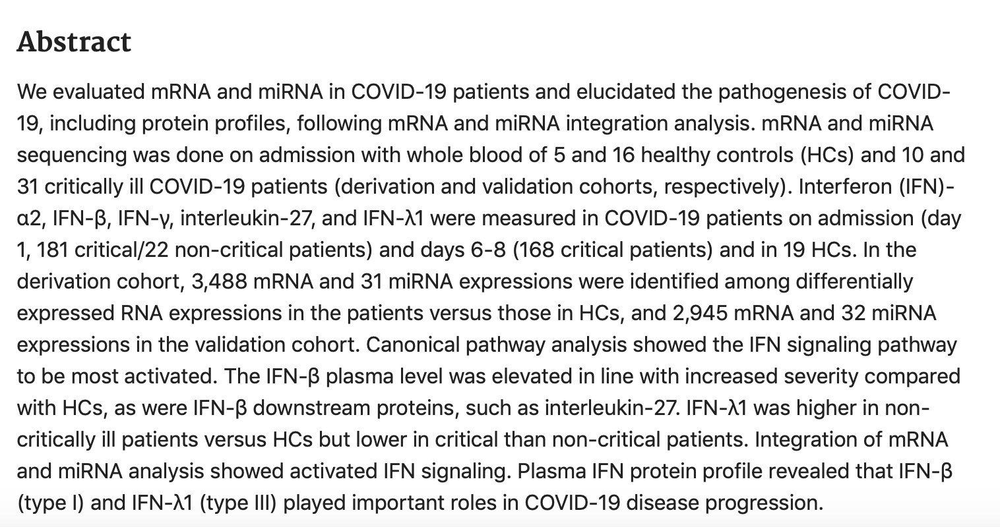 Abstract
We evaluated mRNA and miRNA in COVID-19 patients and elucidated the pathogenesis of COVID-
19, including protein profiles, following mRNA and miRNA integration analysis. mRNA and miRNA
sequencing was done on admission with whole blood of 5 and 16 healthy controls (HCs) and 10 and
31 critically ill COVID-19 patients (derivation and validation cohorts, respectively). Interferon (IFN)-
α2, IFN-β, IFN-γ, interleukin-27, and IFN-λ1 were measured in COVID-19 patients on admission (day
1, 181 critical/22 non-critical patients) and days 6-8 (168 critical patients) and in 19 HCs. In the
derivation cohort, 3,488 mRNA and 31 miRNA expressions were identified among differentially
expressed RNA expressions in the patients versus those in HCs, and 2,945 mRNA and 32 miRNA
expressions in the validation cohort. Canonical pathway analysis showed the IFN signaling pathway
to be most activated. The IFN-β plasma level was elevated in line with increased severity compared
with HCs, as were IFN-β downstream proteins, such as interleukin-27. IFN-λ1 was higher in non-
critically ill patients versus HCs but lower in critical than non-critical patients. Integration of mRNA
and miRNA analysis showed activated IFN signaling. Plasma IFN protein profile revealed that IFN-β
(type I) and IFN-λ1 (type III) played important roles in COVID-19 disease progression.